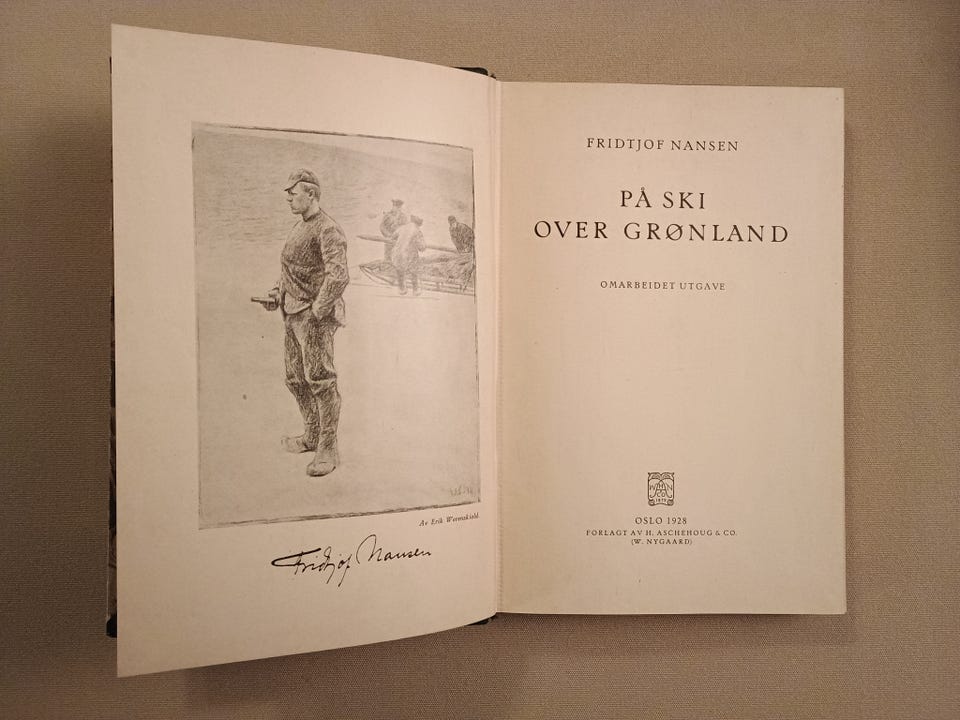 Av Erik Werenskiold.
Fridtjof Nansen
FRIDTJOF NANSEN
PÅ SKI
OVER GRØNLAND
OMARBEIDET UTGAVE
OSLO 1928
FORLAGT AV H. ASCHEHOUG & CO.
(W. NYGAARD)